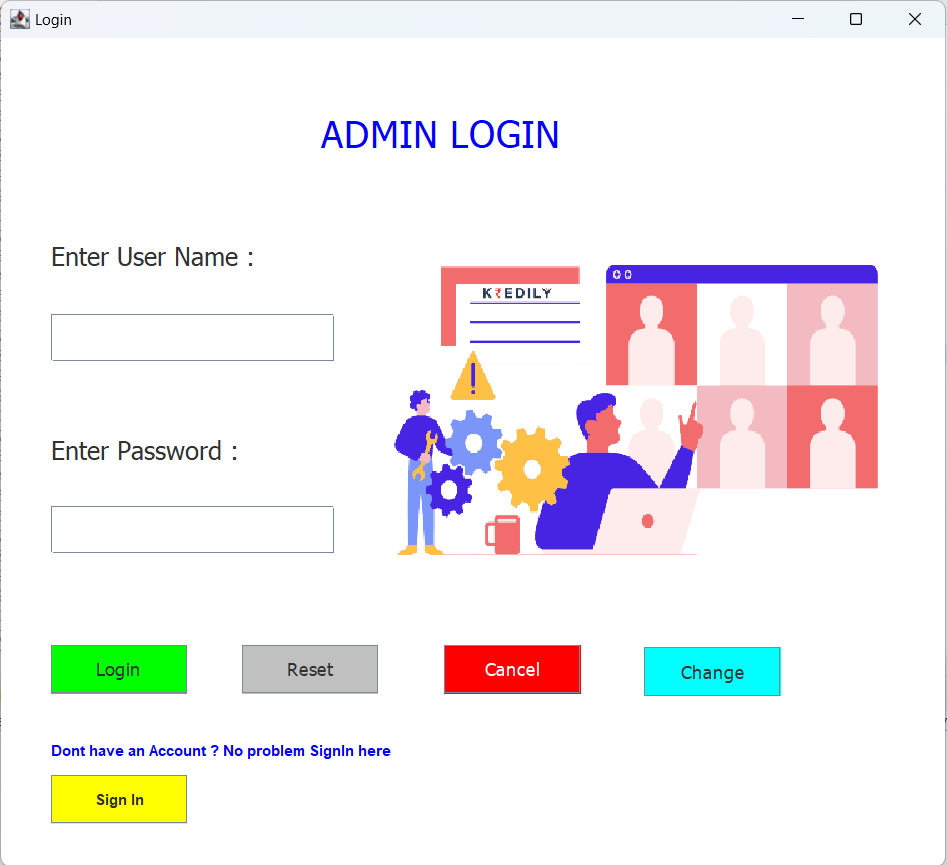 Login
ADMIN LOGIN
Enter User Name :
KREDILY
Enter Password :
Login
Reset
Cancel
Change
Dont have an Account ? No problem SignIn here
Sign In